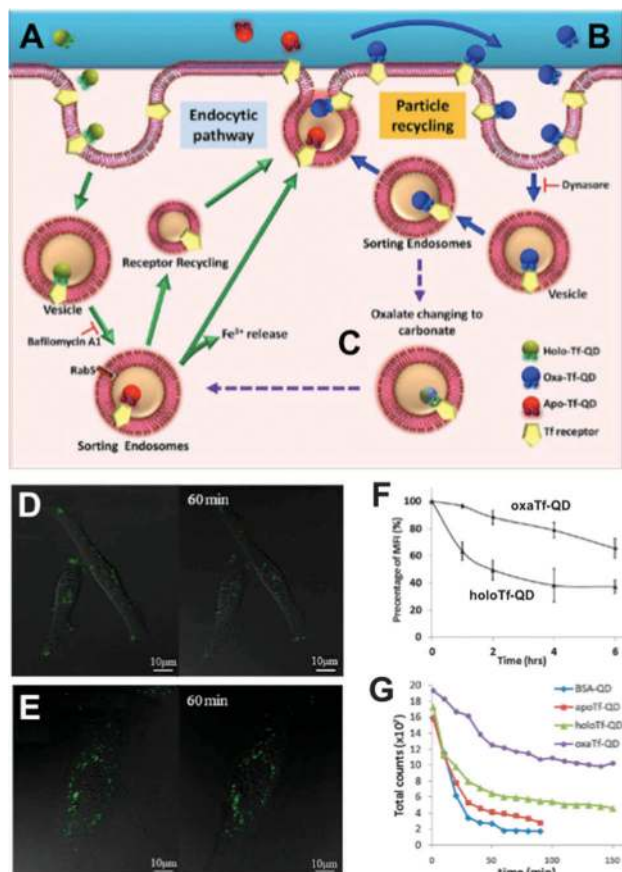 A
B
Endocytic
pathway
Particle
recycling
Dynasore
Sorting Endosomes
Vesicle
Receptor Recycling
Vesicle
Oxalate changing to
carbonate
Bafilomycin A1
Fe³⁺ release
C
Rab5
Sorting Endosomes
Holo-Tf-QD
Oxa-Tf-QD
Apo-Tf-QD
Tf receptor
D
60 min
10μm
10μm
E
60 min
10μm
10μm
F
Precentage of MFI (%)
100
80
60
40
20
0
oxaTf-QD
holoTf-QD
0
2
4
6
Time (hrs)
G
Total counts (x10⁷)
20
18
16
14
12
10
8
6
4
2
0
BSA-QD
apoTf-QD
holoTf-QD
oxaTf-QD
0
50
100
150
time (min)